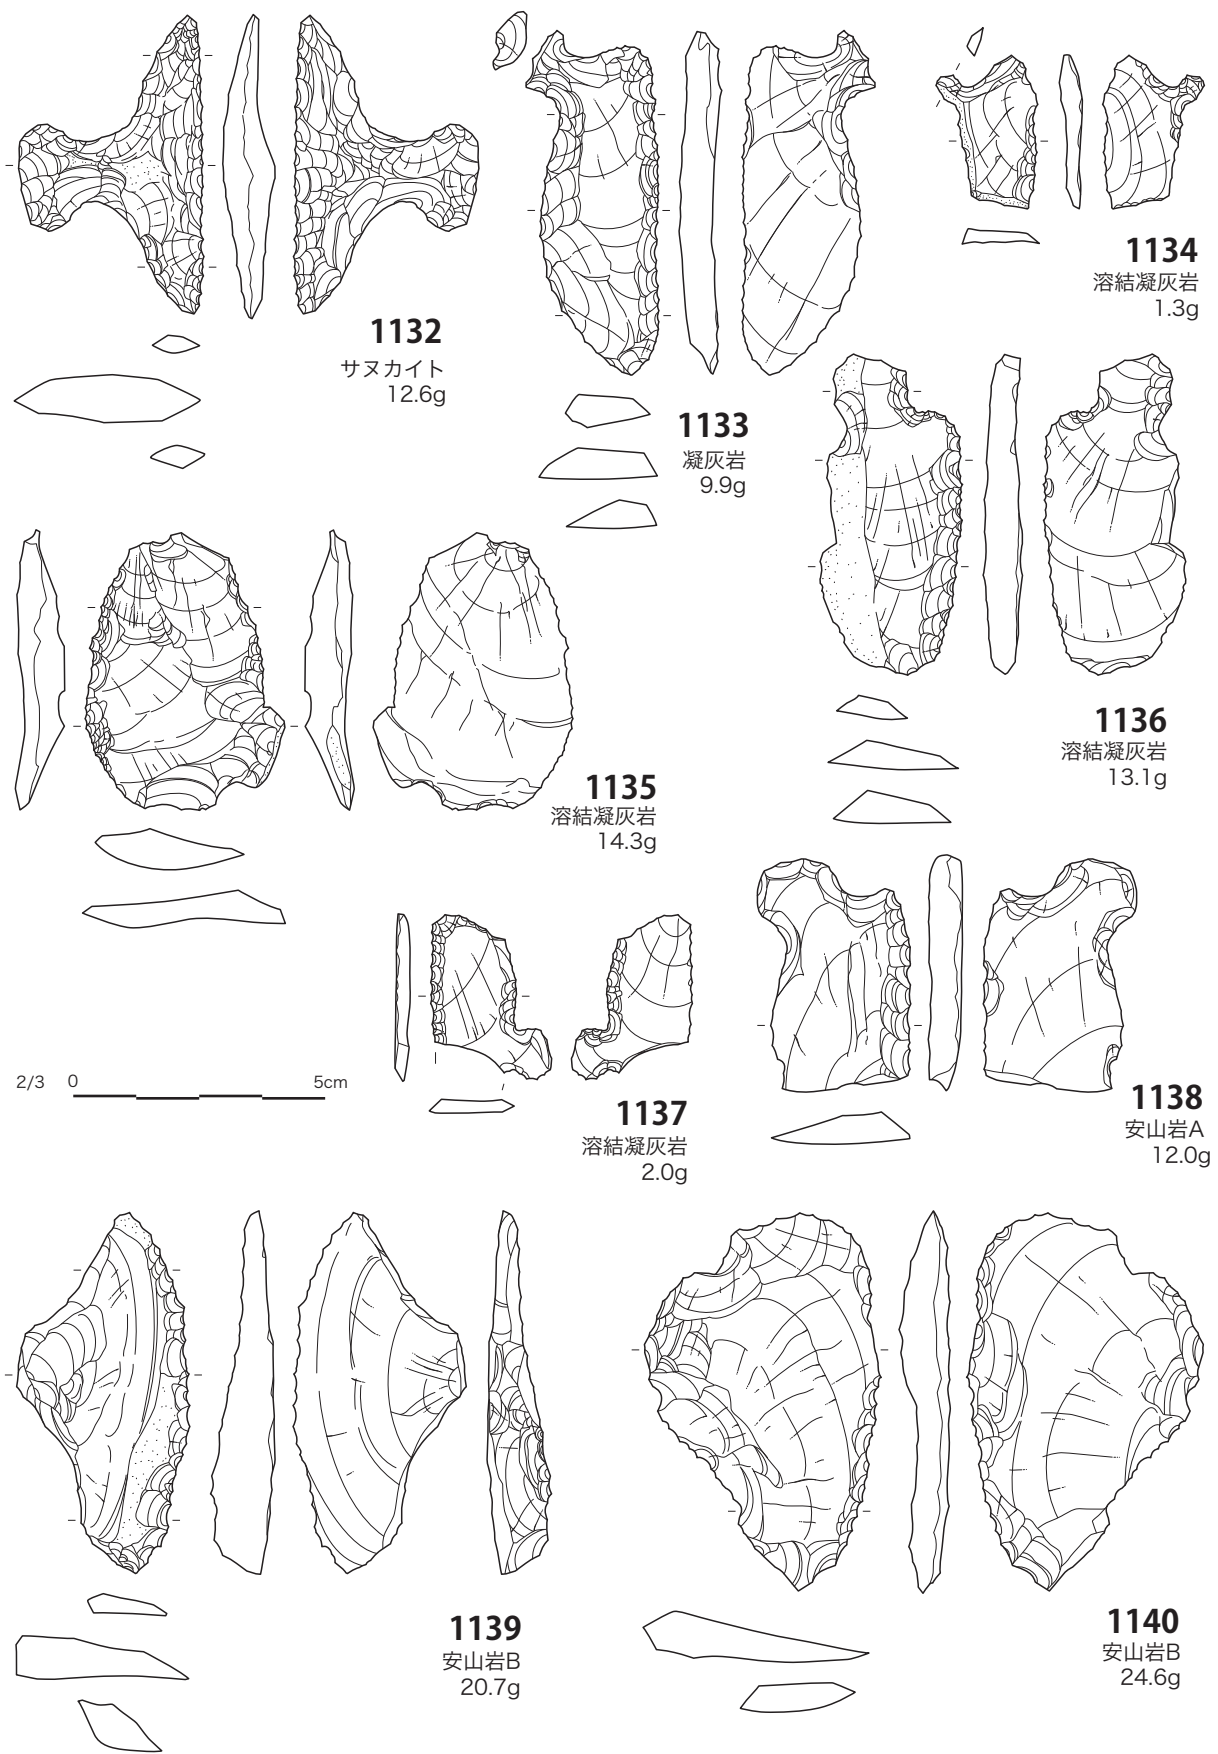 1132
サヌカイト
12.6g
1133
凝灰岩
9.9g
1134
溶結凝灰岩
1.3g
1135
溶結凝灰岩
14.3g
1136
溶結凝灰岩
13.1g
2/3 0 5cm
1137
溶結凝灰岩
2.0g
1138
安山岩A
12.0g
1139
安山岩B
20.7g
1140
安山岩B
24.6g